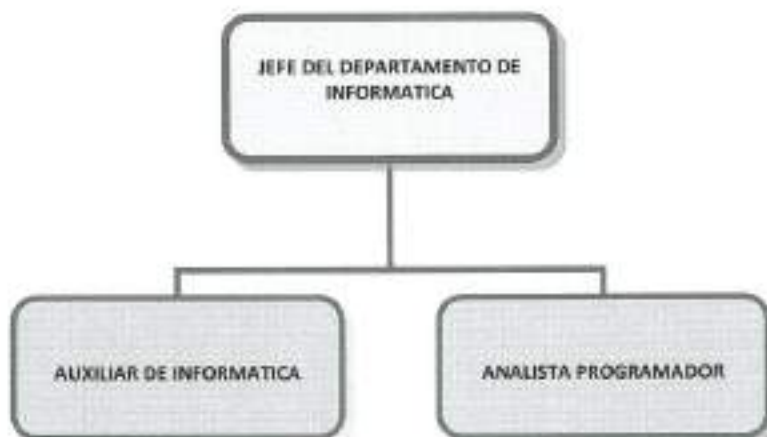 JEFE DEL DEPARTAMENTO DE
INFORMATICA
AUXILIAR DE INFORMATICA
ANALISTA PROGRAMADOR